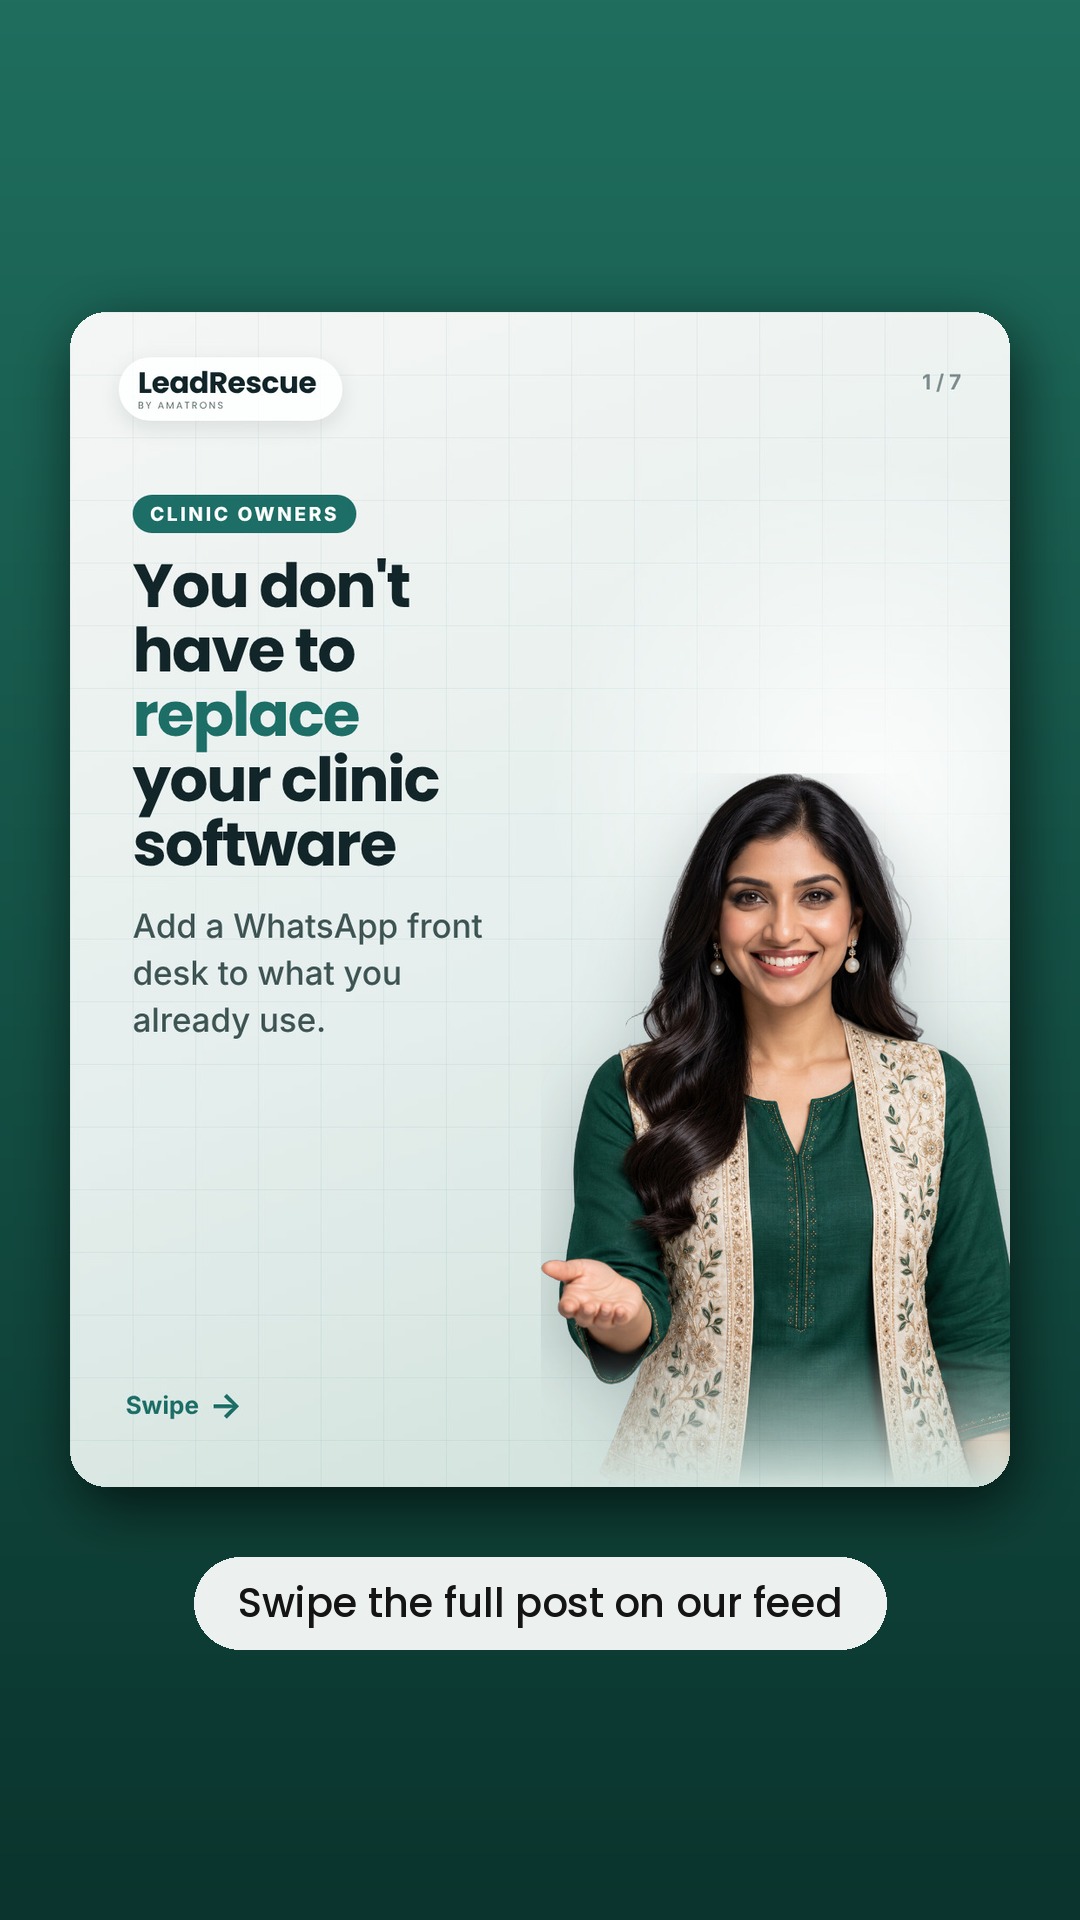 LeadRescue
BY AMATRONS
1 / 7
CLINIC OWNERS
You don't
have to
replace
your clinic
software
Add a WhatsApp front
desk to what you
already use.
Swipe →
Swipe the full post on our feed